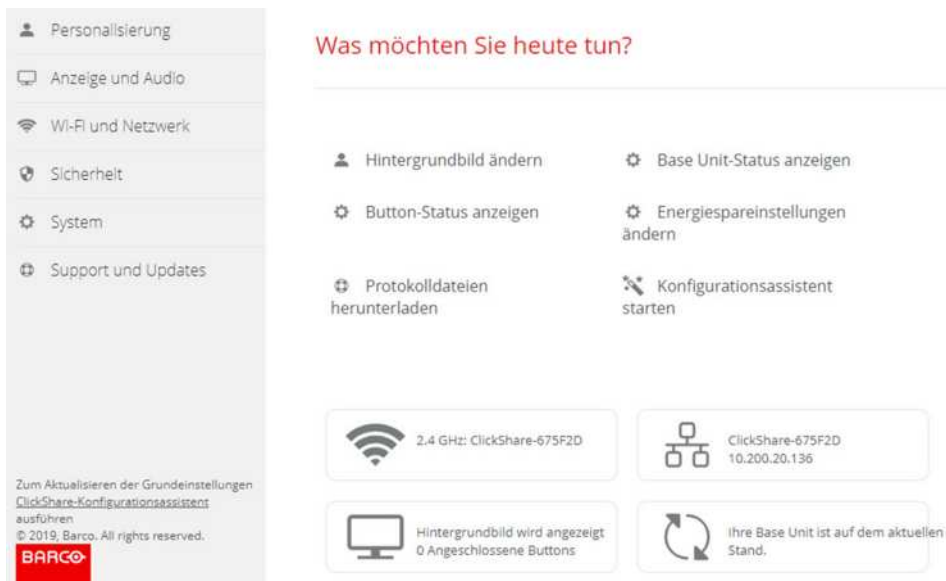 Personalisierung
Anzeige und Audio
Wi-Fi und Netzwerk
Sicherheit
System
Support und Updates
Zum Aktualisieren der Grundeinstellungen
ClickShare-Konfigurationsassistent
ausführen
© 2019, Barco. All rights reserved.
BARCO
Was möchten Sie heute tun?
Hintergrundbild ändern
Base Unit-Status anzeigen
Button-Status anzeigen
Energiespareinstellungen
ändern
Protokolldateien
herunterladen
Konfigurationsassistent
starten
2.4 GHz: ClickShare-675F2D
ClickShare-675F2D
10.200.20.136
Hintergrundbild wird angezeigt
0 Angeschlossene Buttons
Ihre Base Unit ist auf dem aktuellen
Stand.